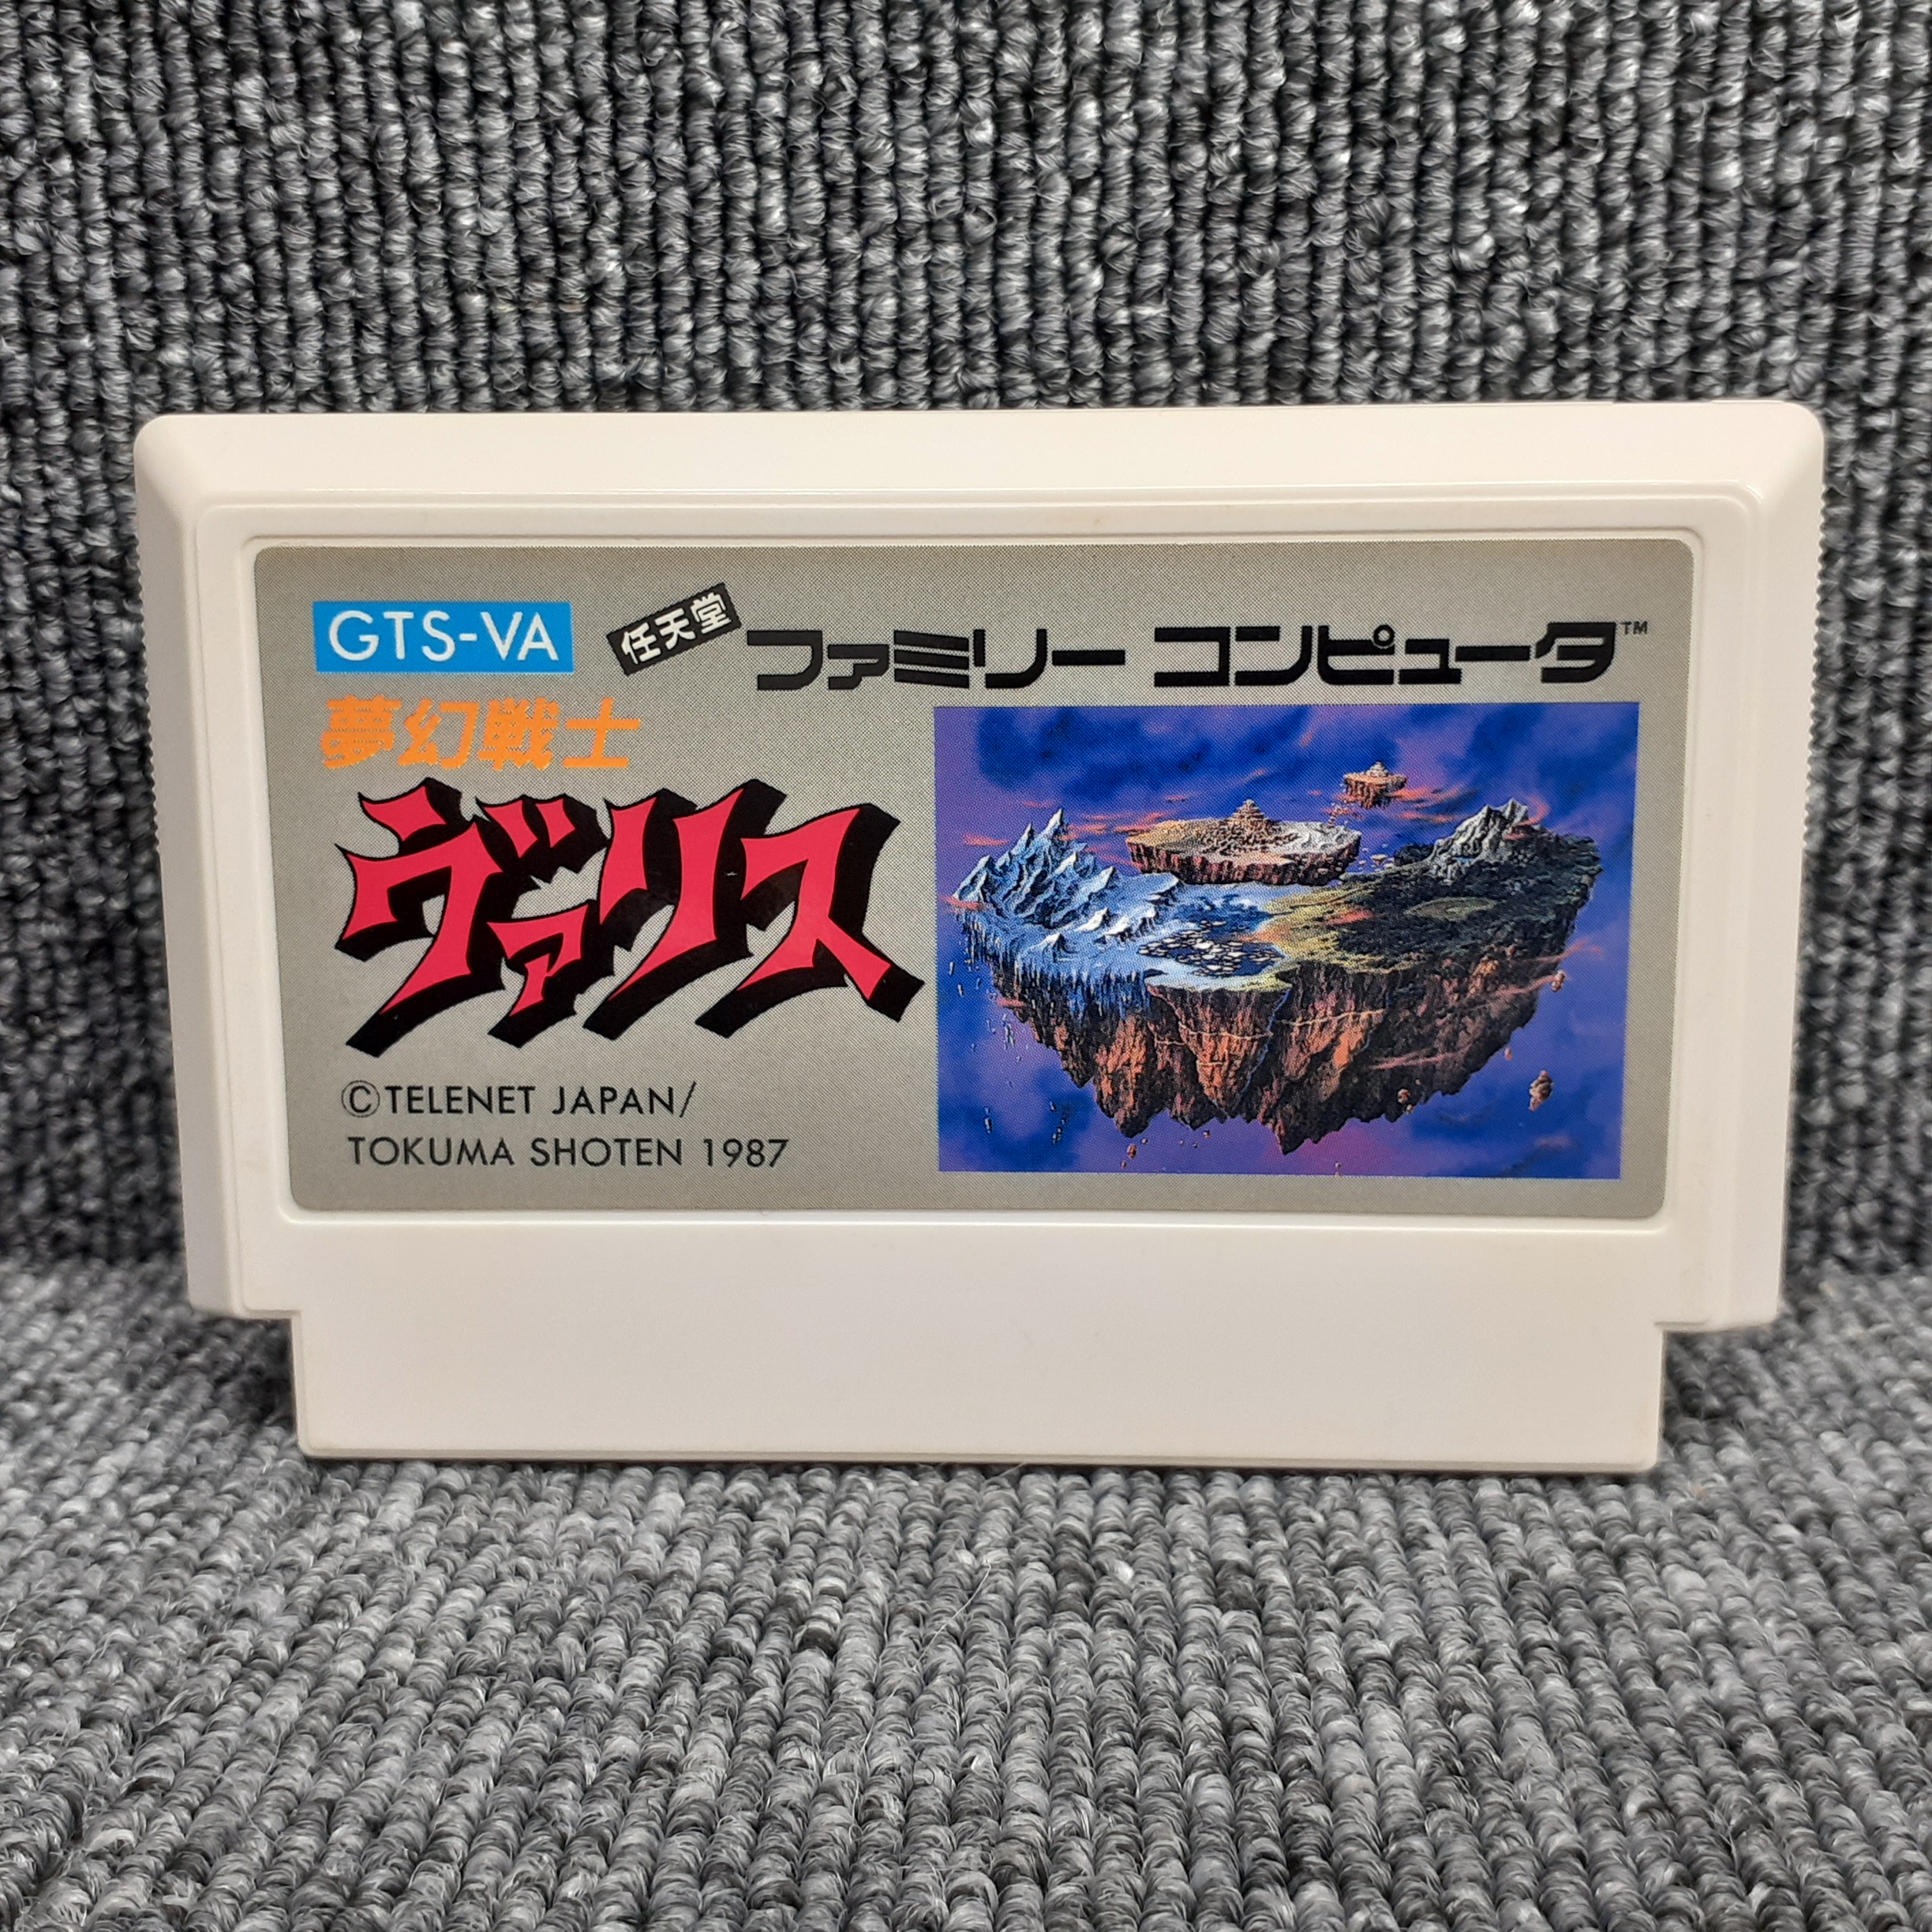 GTS-VA
任天堂 ファミリー コンピュータ™
夢幻戦士
ヴァリス
©TELENET JAPAN/
TOKUMA SHOTEN 1987